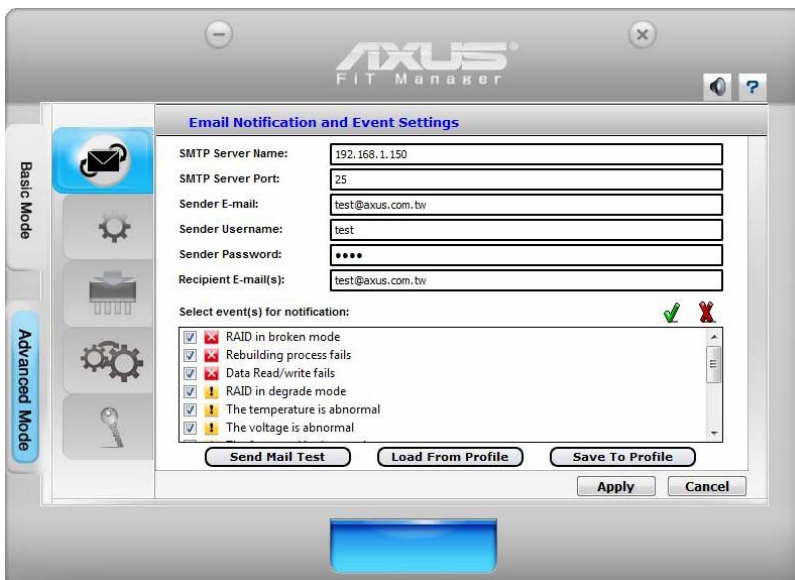 AXUS
FiT Manager
?
Basic Mode
Advanced Mode
Email Notification and Event Settings
SMTP Server Name: 192.168.1.150
SMTP Server Port: 25
Sender E-mail: test@axus.com.tw
Sender Username: test
Sender Password: ••••
Recipient E-mail(s): test@axus.com.tw
Select event(s) for notification:
RAID in broken mode
Rebuilding process fails
Data Read/write fails
! RAID in degrade mode
! The temperature is abnormal
! The voltage is abnormal
Send Mail Test Load From Profile Save To Profile
Apply Cancel